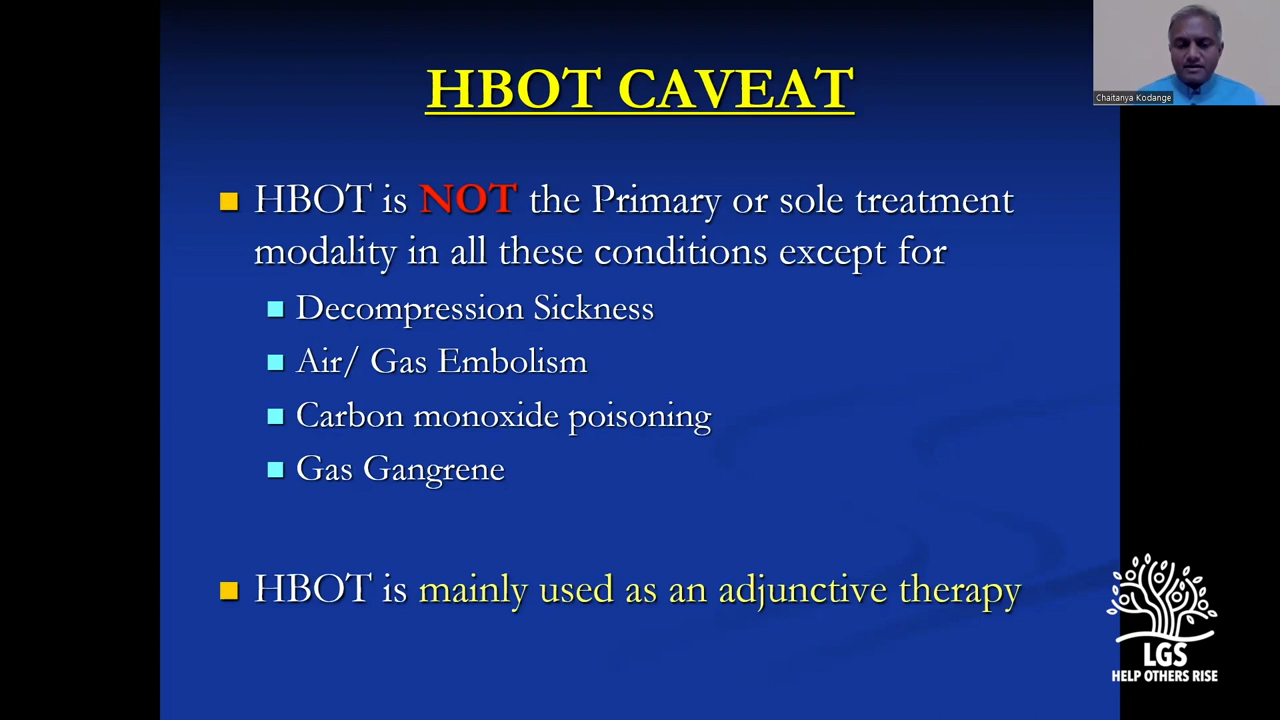 HBOT CAVEAT
Chaitanya Kodange
HBOT is NOT the Primary or sole treatment
modality in all these conditions except for
Decompression Sickness
Air/ Gas Embolism
Carbon monoxide poisoning
Gas Gangrene
HBOT is mainly used as an adjunctive therapy
LGS
HELP OTHERS RISE